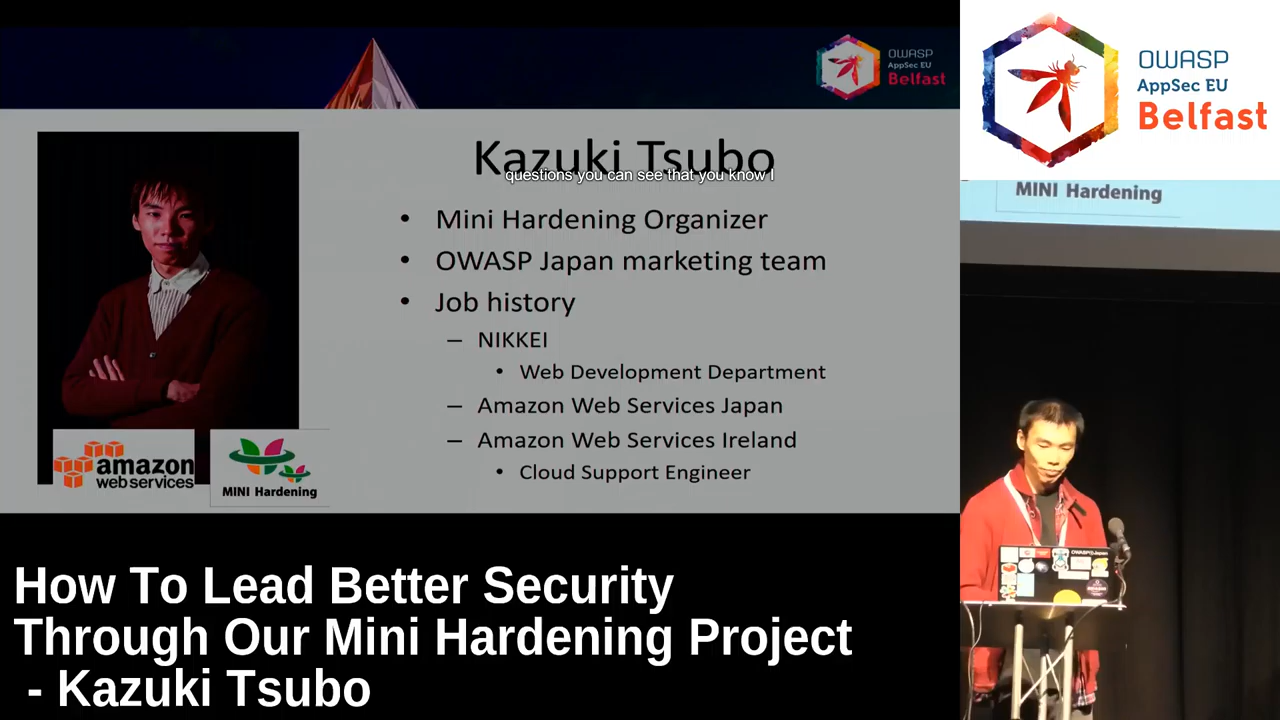 OWASP
AppSec EU
Belfast
OWASP
AppSec EU
Belfast
MINI Hardening
Kazuki Tsubo
questions you can see that you know I
• Mini Hardening Organizer
• OWASP Japan marketing team
• Job history
– NIKKEI
• Web Development Department
– Amazon Web Services Japan
– Amazon Web Services Ireland
• Cloud Support Engineer
amazon
web services
MINI Hardening
How To Lead Better Security
Through Our Mini Hardening Project
- Kazuki Tsubo